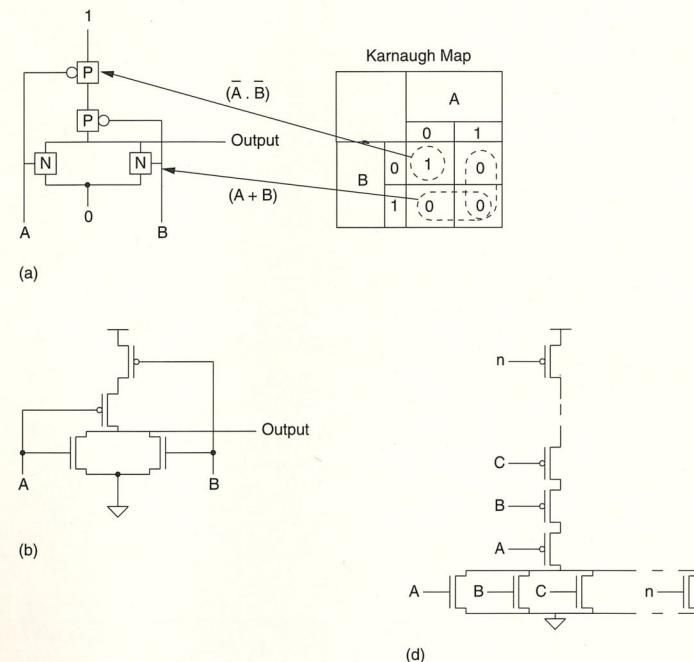 1
P
(A̅ . B̅)
P
Output
N
N
(A + B)
0
A
B
(a)
Karnaugh Map
A
0
1
B
0
1
0
1
0
0
Output
A
B
(b)
n
C
B
A
A
B
C
n
(d)